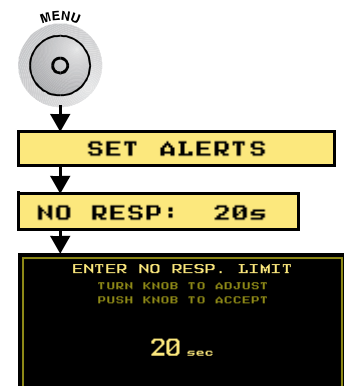 MENU
SET ALERTS
NO RESP: 20s
ENTER NO RESP. LIMIT
TURN KNOB TO ADJUST
PUSH KNOB TO ACCEPT
20 sec